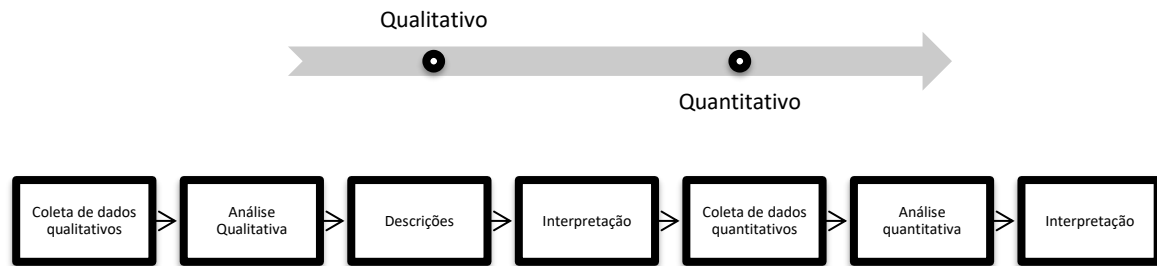 Qualitativo
Quantitativo
Coleta de dados
qualitativos
Análise
Qualitativa
Descrições
Interpretação
Coleta de dados
quantitativos
Análise
quantitativa
Interpretação